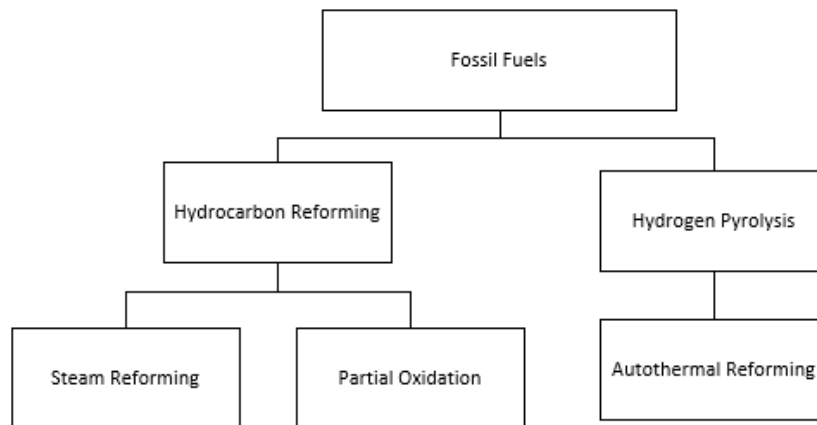 Fossil Fuels
Hydrocarbon Reforming
Hydrogen Pyrolysis
Steam Reforming
Partial Oxidation
Autothermal Reforming